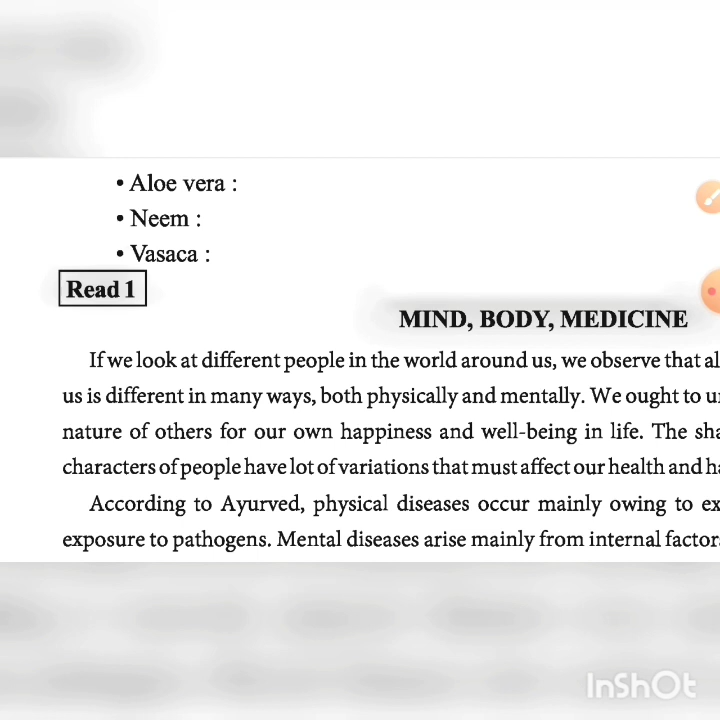 • Aloe vera :
• Neem :
• Vasaca :
Read 1
MIND, BODY, MEDICINE
If we look at different people in the world around us, we observe that
us is different in many ways, both physically and mentally. We ought to
nature of others for our own happiness and well-being in life. The
characters of people have lot of variations that must affect our health and
According to Ayurved, physical diseases occur mainly owing to
exposure to pathogens. Mental diseases arise mainly from internal
InShOt